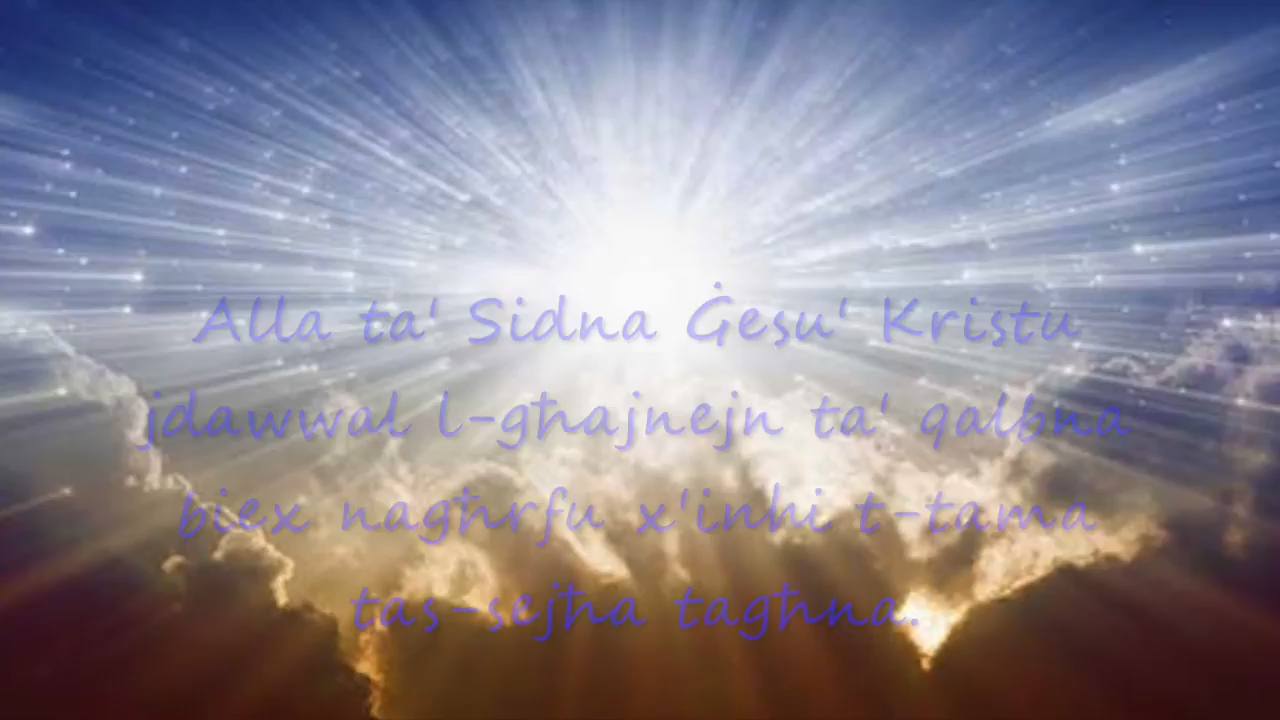 Alla ta' Sidna Ġesu' Kristu
jdawwal l-għajnejn ta' qalbna
biex nagħrfu x'inhi t-tama
tas-sejħa tagħna.